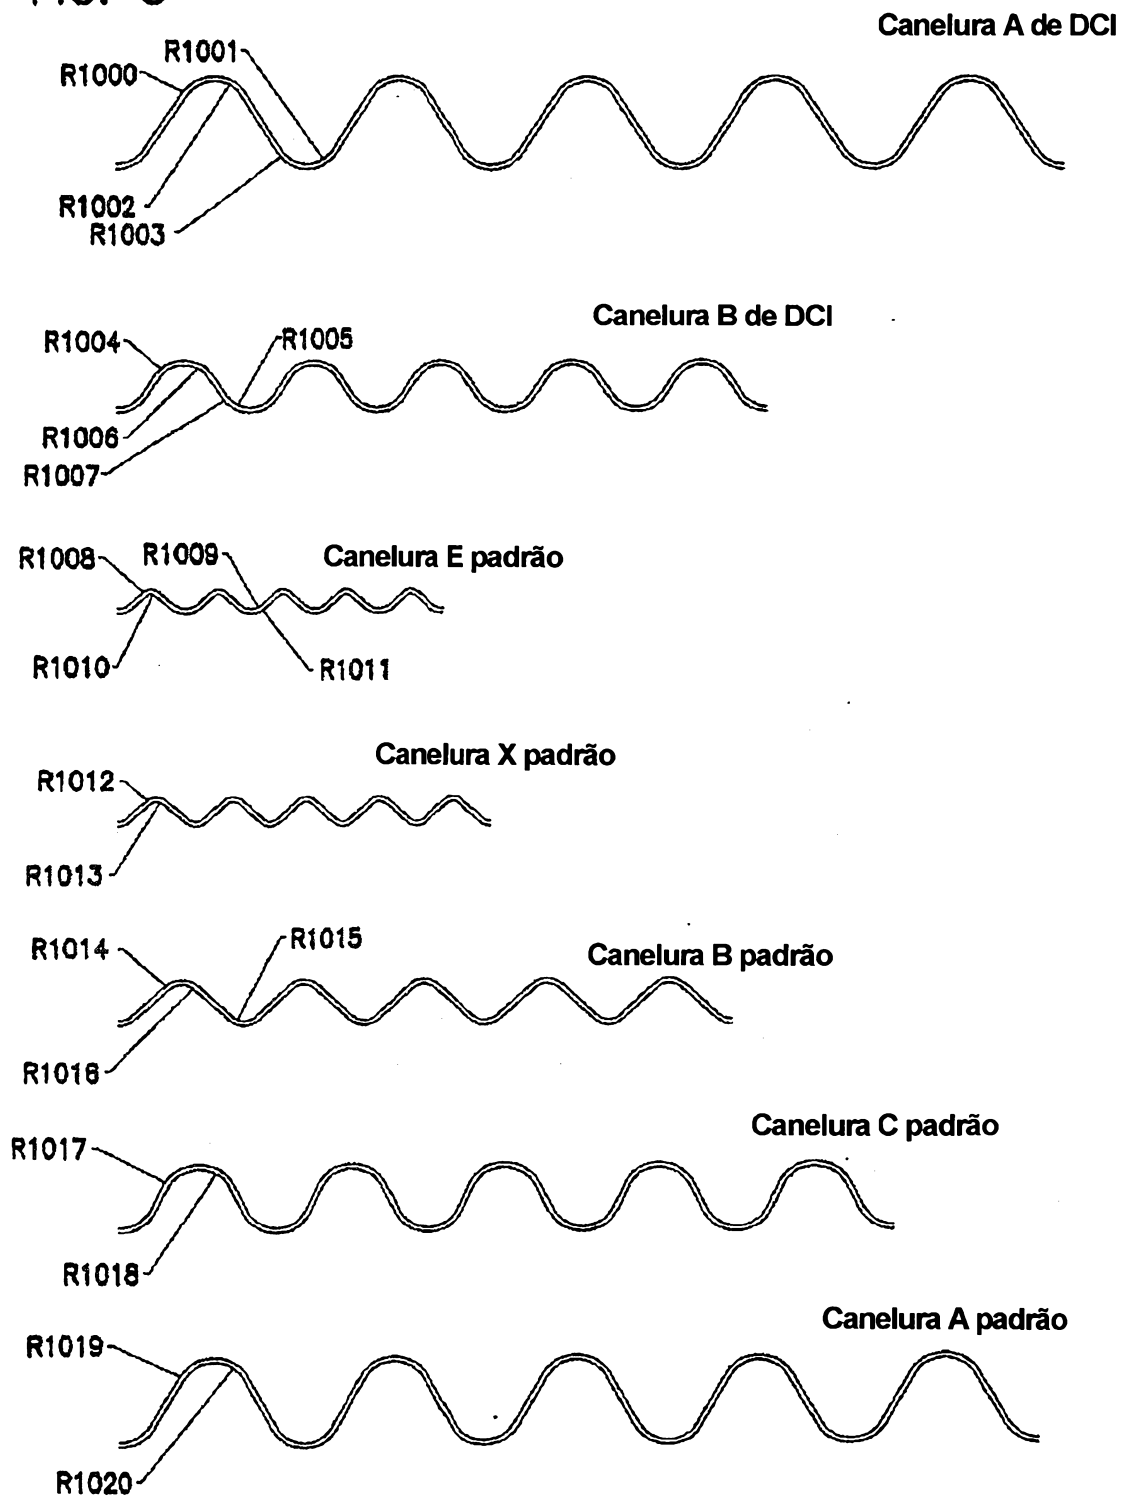 Canelura A de DCI
R1001
R1000
R1002
R1003
Canelura B de DCI
R1004
R1005
R1006
R1007
R1008
R1009
Canelura E padrão
R1010
R1011
Canelura X padrão
R1012
R1013
R1014
R1015
Canelura B padrão
R1016
Canelura C padrão
R1017
R1018
Canelura A padrão
R1019
R1020